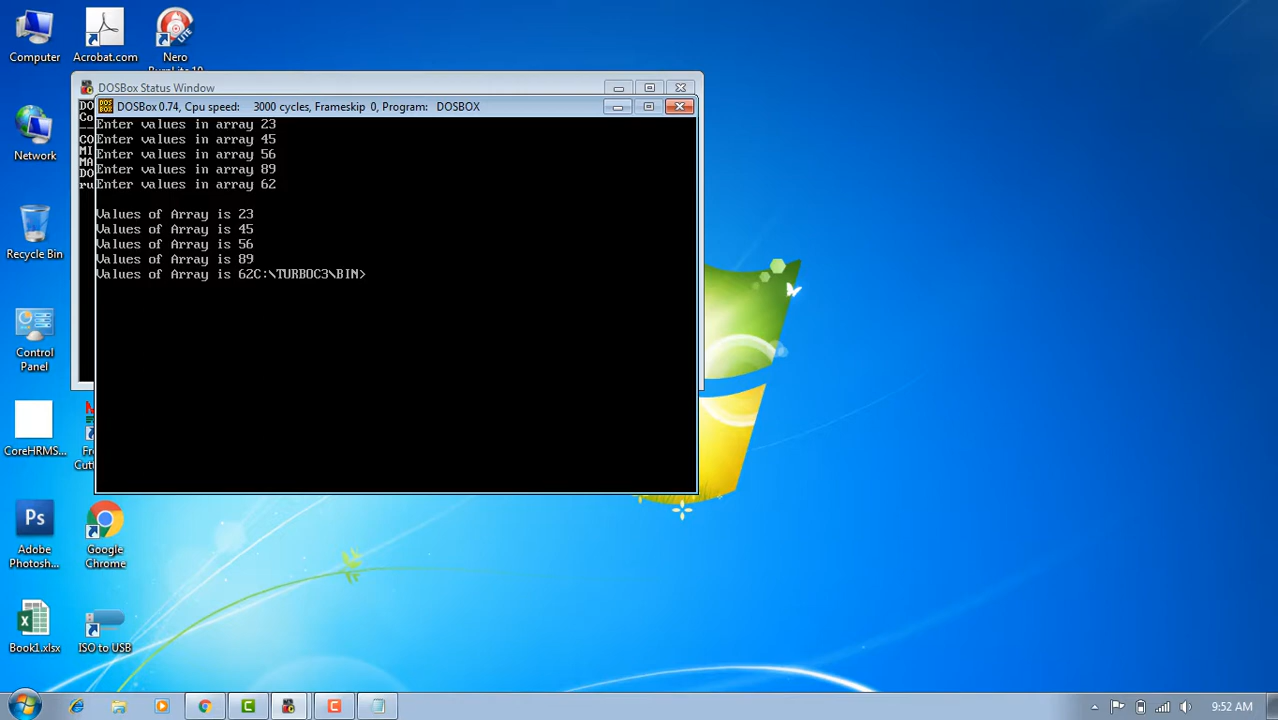 Computer
Acrobat.com
Nero
Network
Recycle Bin
Control
Panel
CoreHRMS...
Adobe
Photosh...
Google
Chrome
Book1.xlsx
ISO to USB
DOSBox Status Window
DOSBox 0.74, Cpu speed: 3000 cycles, Frameskip 0, Program: DOSBOX
Enter values in array 23
Enter values in array 45
Enter values in array 56
Enter values in array 89
Enter values in array 62
Values of Array is 23
Values of Array is 45
Values of Array is 56
Values of Array is 89
Values of Array is 62C:\TURBOC3\BIN>
9:52 AM